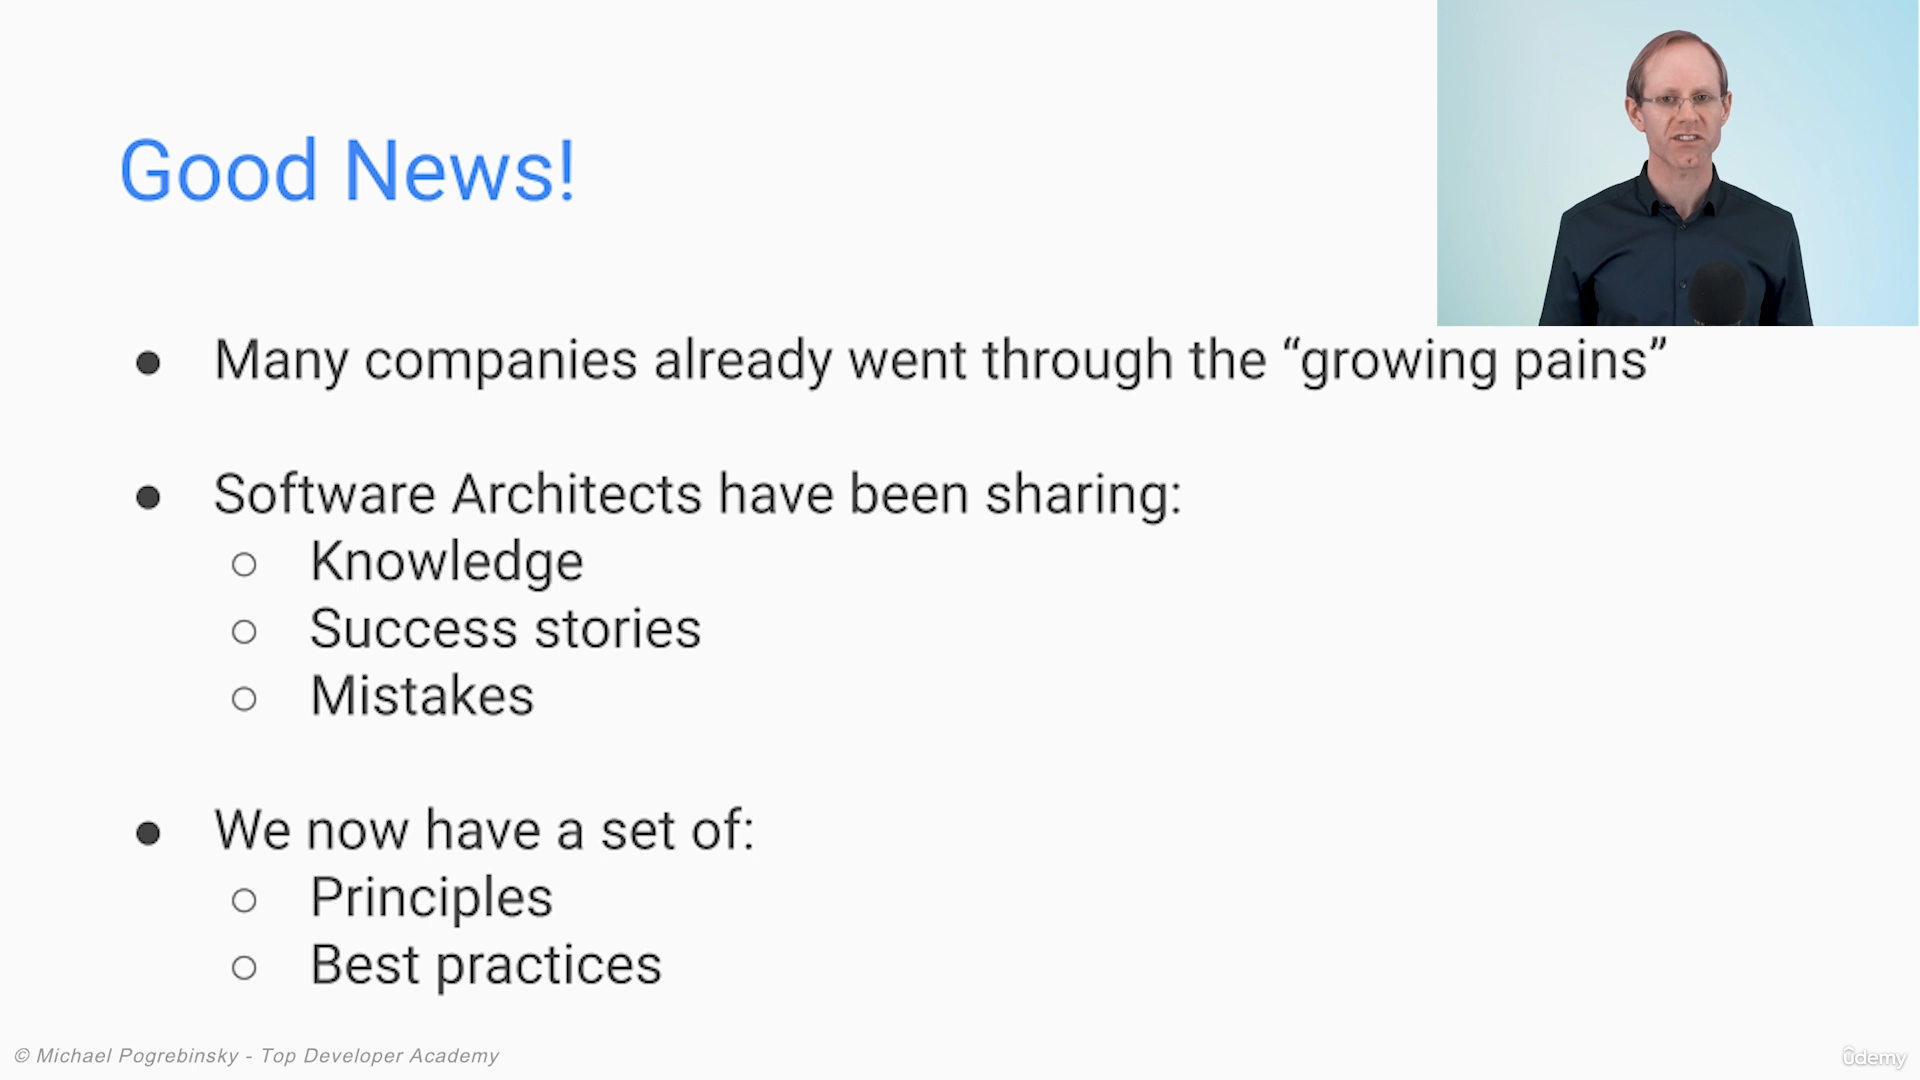 Good News!
● Many companies already went through the “growing pains”
● Software Architects have been sharing:
○ Knowledge
○ Success stories
○ Mistakes
● We now have a set of:
○ Principles
○ Best practices
© Michael Pogrebinsky - Top Developer Academy
ûdemy